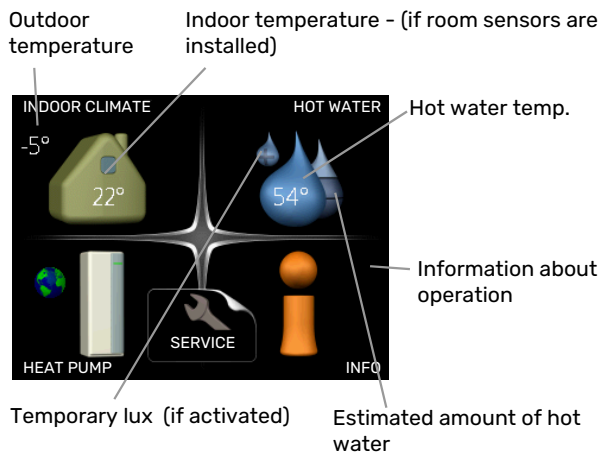 Outdoor
temperature
Indoor temperature - (if room sensors are
installed)
INDOOR CLIMATE
HOT WATER
-5°
22°
54°
Hot water temp.
Information about
operation
SERVICE
HEAT PUMP
INFO
Temporary lux (if activated)
Estimated amount of hot
water